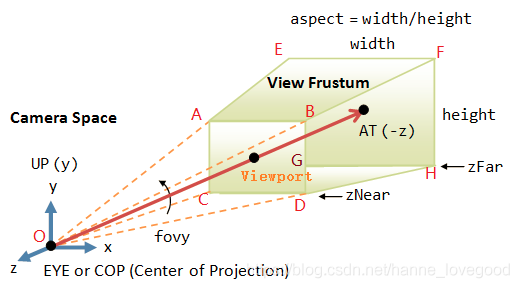 aspect = width/height
width
E
F
View Frustum
A
B
Camera Space
height
AT (-z)
UP (y)
G
Viewport
H
zFar
y
C
D
zNear
O
x
fovy
z
EYE or COP (Center of Projection)
https://blog.csdn.net/hanne_lovegood